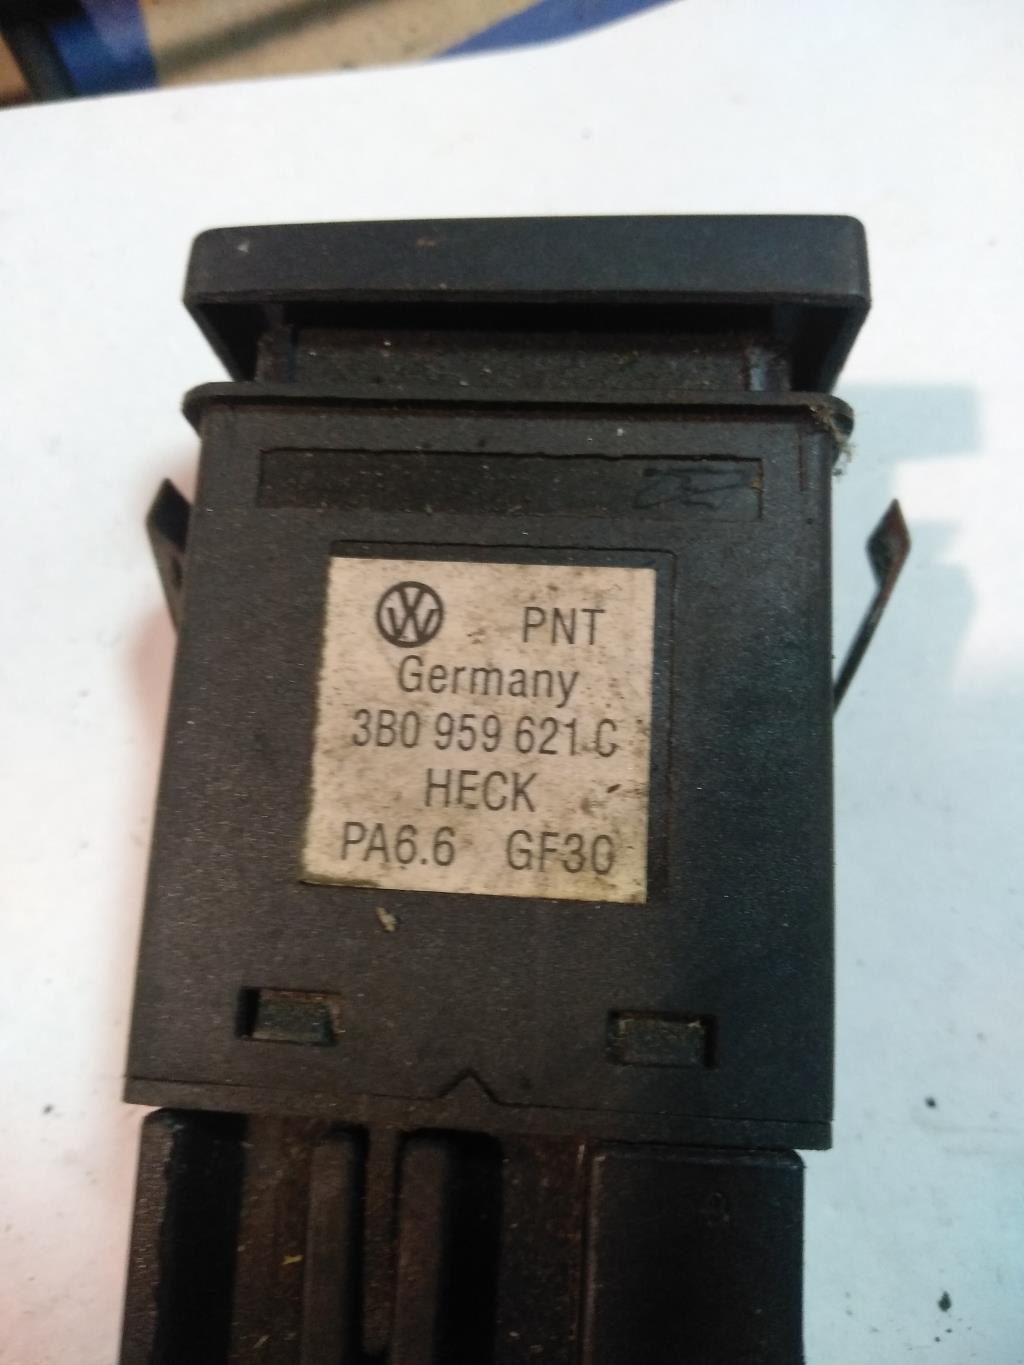 PNT
Germany
3B0 959 621 C
HECK
PA6.6 GF30